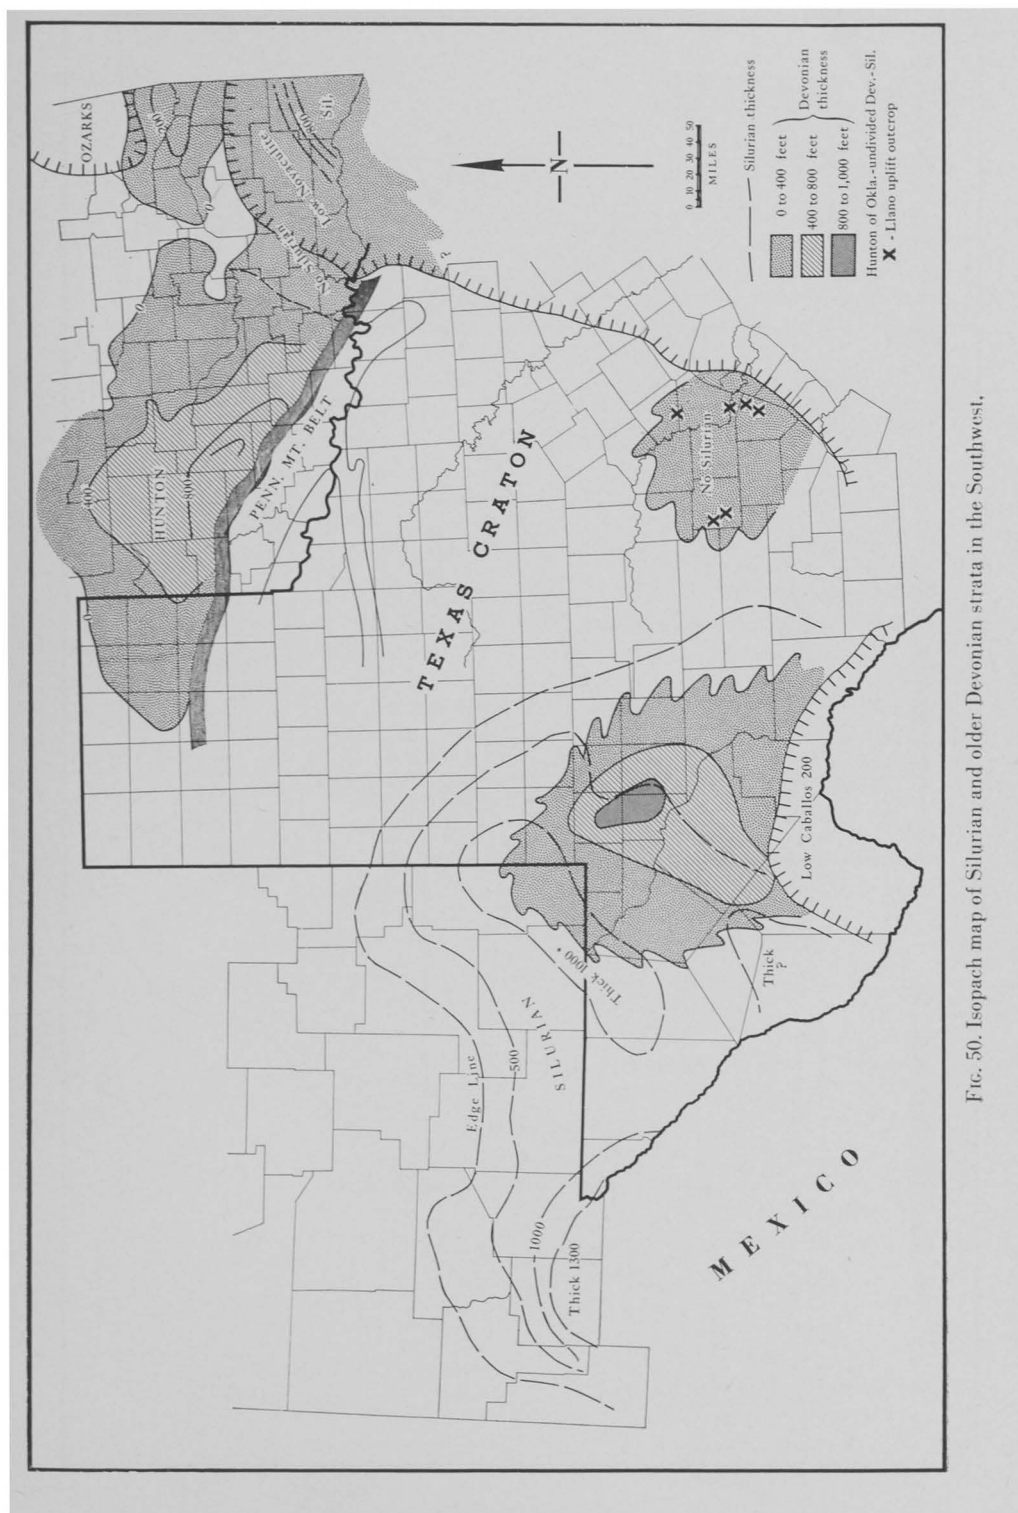 OZARKS
200
800
Sil.
Low Novaculite
No Silurian
0
0
?
400
HUNTON
800
PENN. MT. BELT
0
TEXAS CRATON
No Silurian
Low Caballos 200
Thick
?
Thick 1000+
SILURIAN
500
Edge Line
1000
Thick 1300
MEXICO
N
0 10 20 30 40 50
MILES
Silurian thickness
0 to 400 feet
400 to 800 feet
800 to 1,000 feet
Devonian
thickness
Hunton of Okla.-undivided Dev.-Sil.
X - Llano uplift outcrop
FIG. 50. Isopach map of Silurian and older Devonian strata in the Southwest.